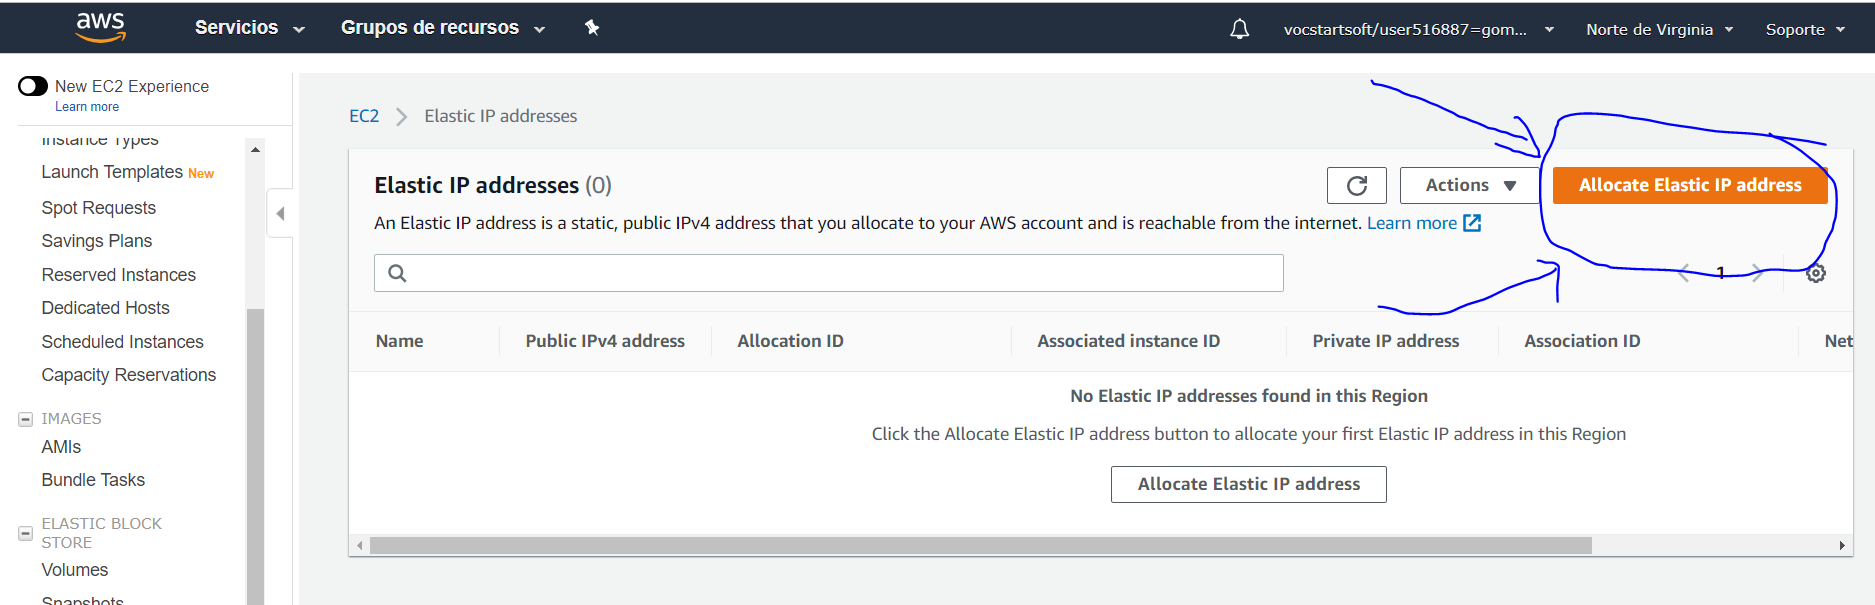 aws Servicios Grupos de recursos vocstartsoft/user516887=gom... Norte de Virginia Soporte
New EC2 Experience
Learn more
Instance Types
Launch Templates New
Spot Requests
Savings Plans
Reserved Instances
Dedicated Hosts
Scheduled Instances
Capacity Reservations
IMAGES
AMIs
Bundle Tasks
ELASTIC BLOCK
STORE
Volumes
Snapshots
EC2 Elastic IP addresses
Elastic IP addresses (0) Actions Allocate Elastic IP address
An Elastic IP address is a static, public IPv4 address that you allocate to your AWS account and is reachable from the internet. Learn more
1
Name Public IPv4 address Allocation ID Associated instance ID Private IP address Association ID Net
No Elastic IP addresses found in this Region
Click the Allocate Elastic IP address button to allocate your first Elastic IP address in this Region
Allocate Elastic IP address